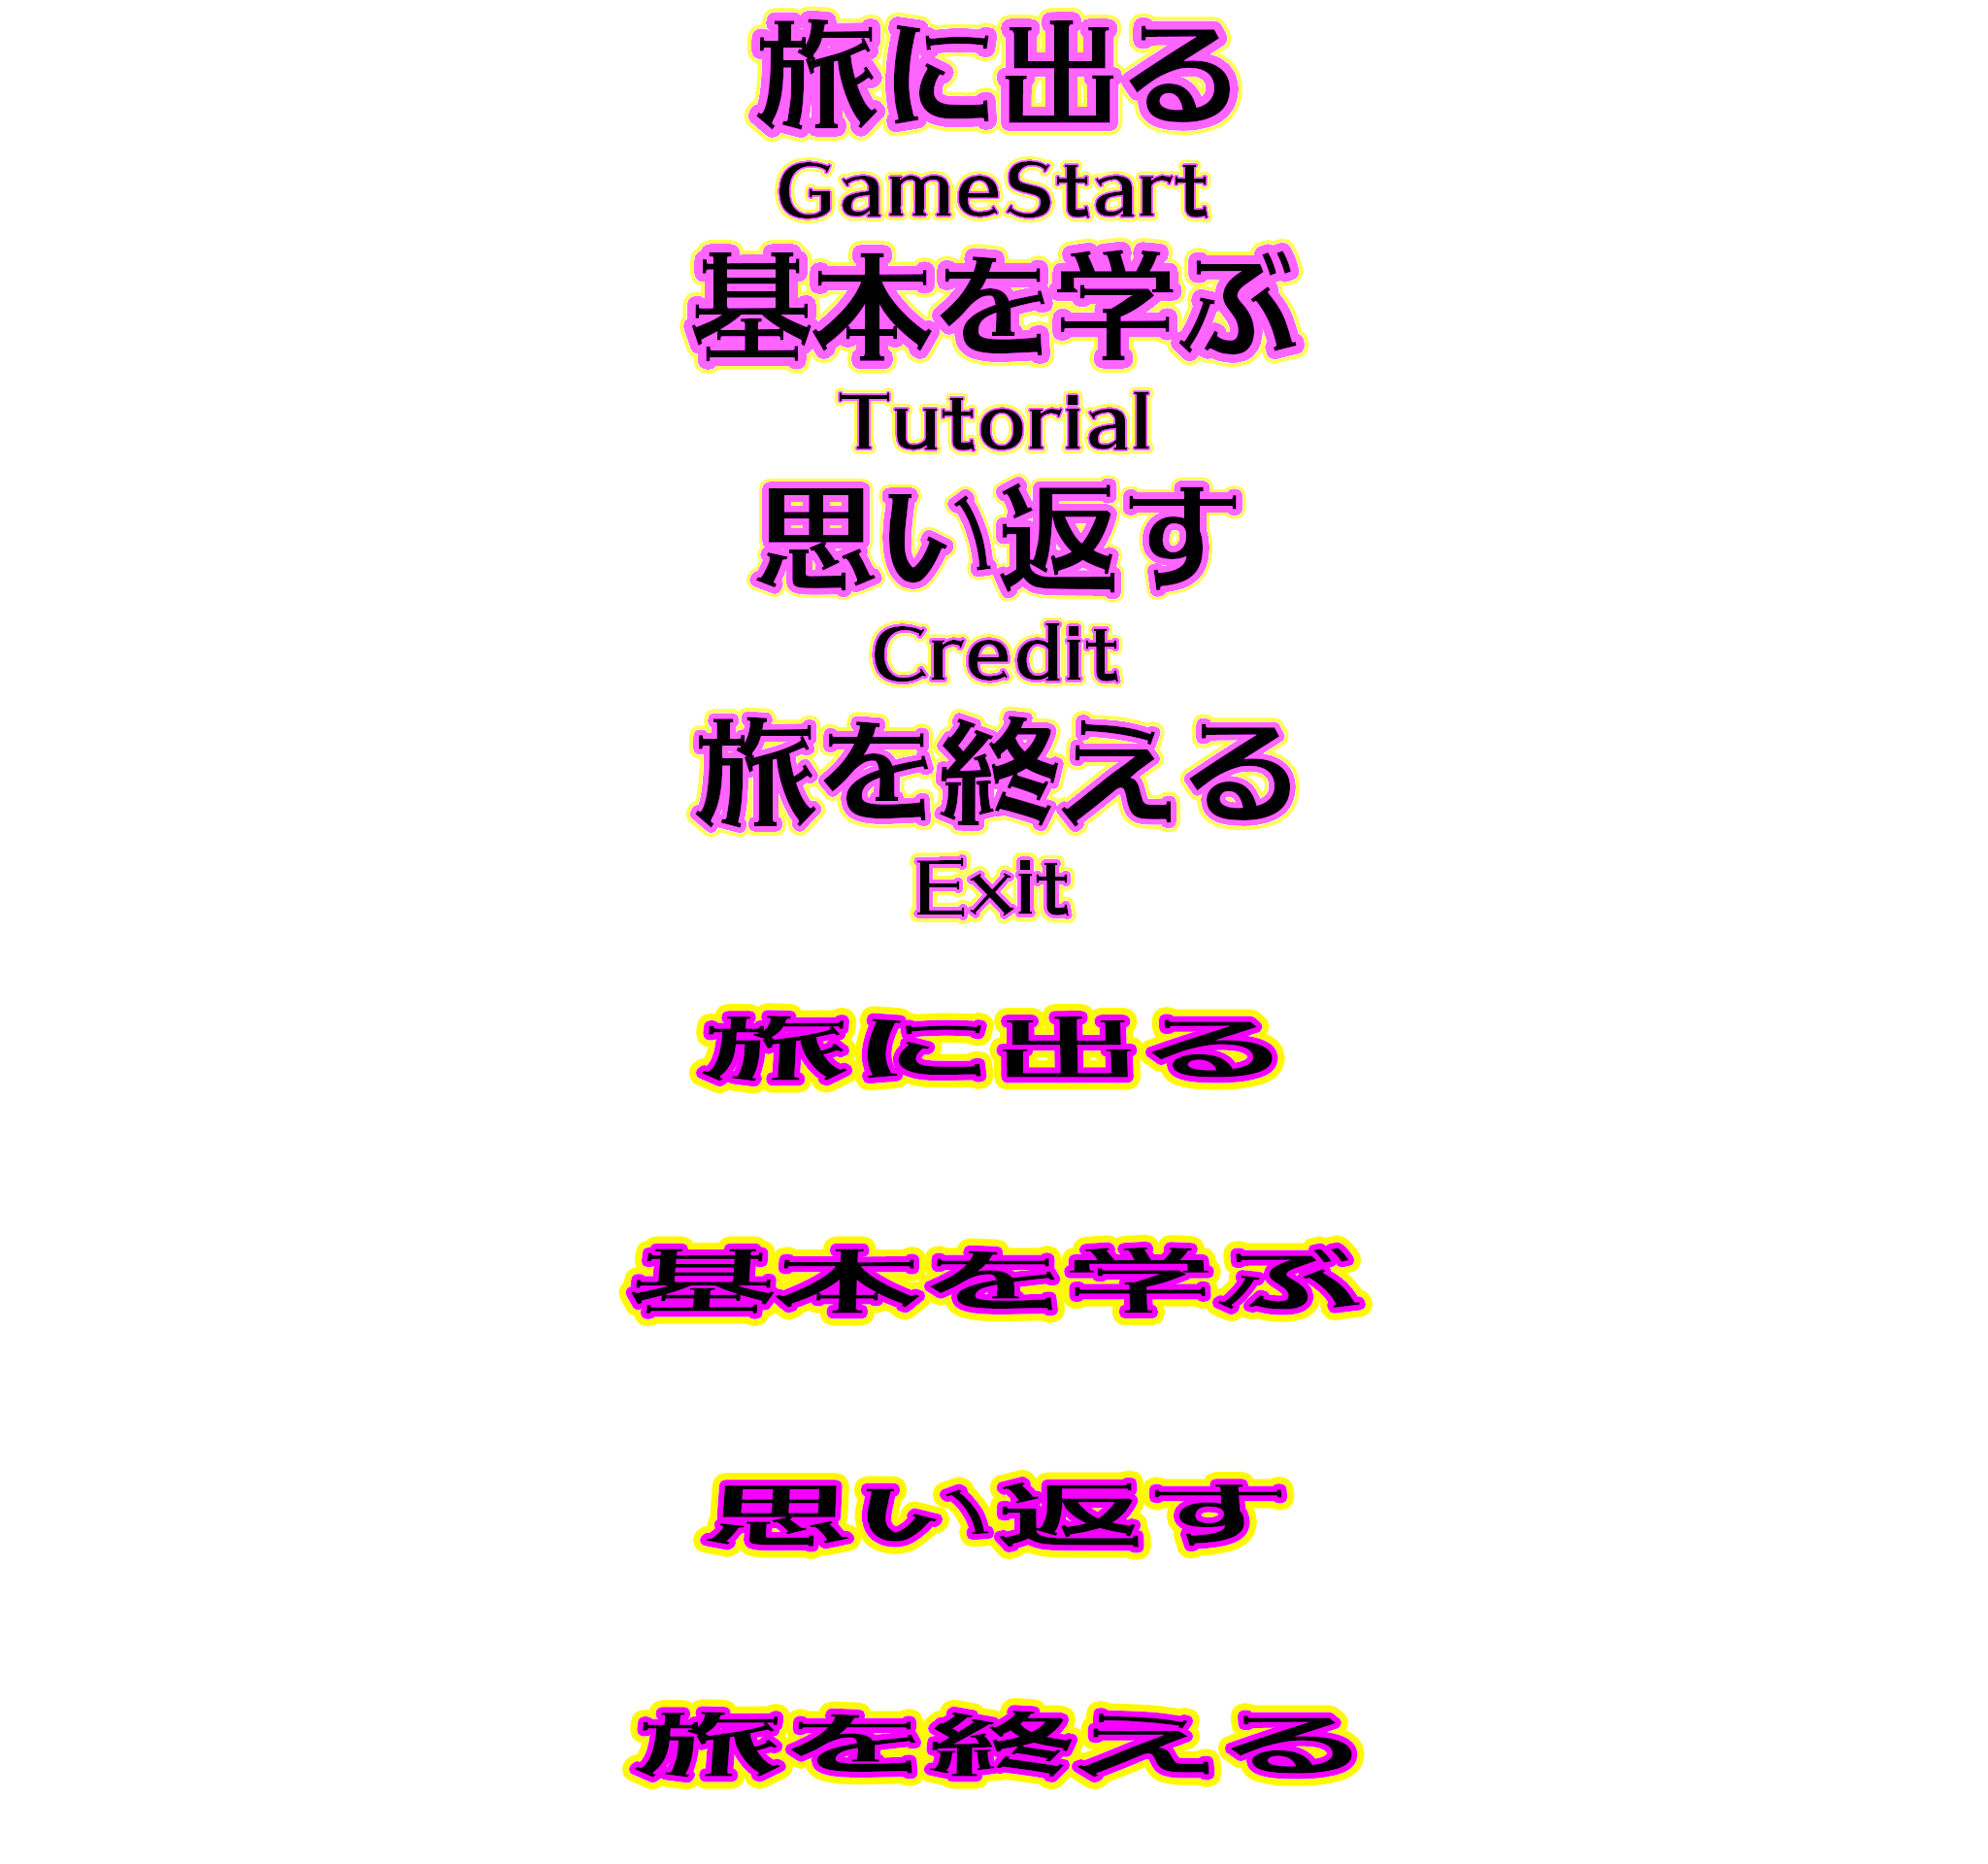 旅に出る
GameStart
基本を学ぶ
Tutorial
思い返す
Credit
旅を終える
Exit
旅に出る
基本を学ぶ
思い返す
旅を終える